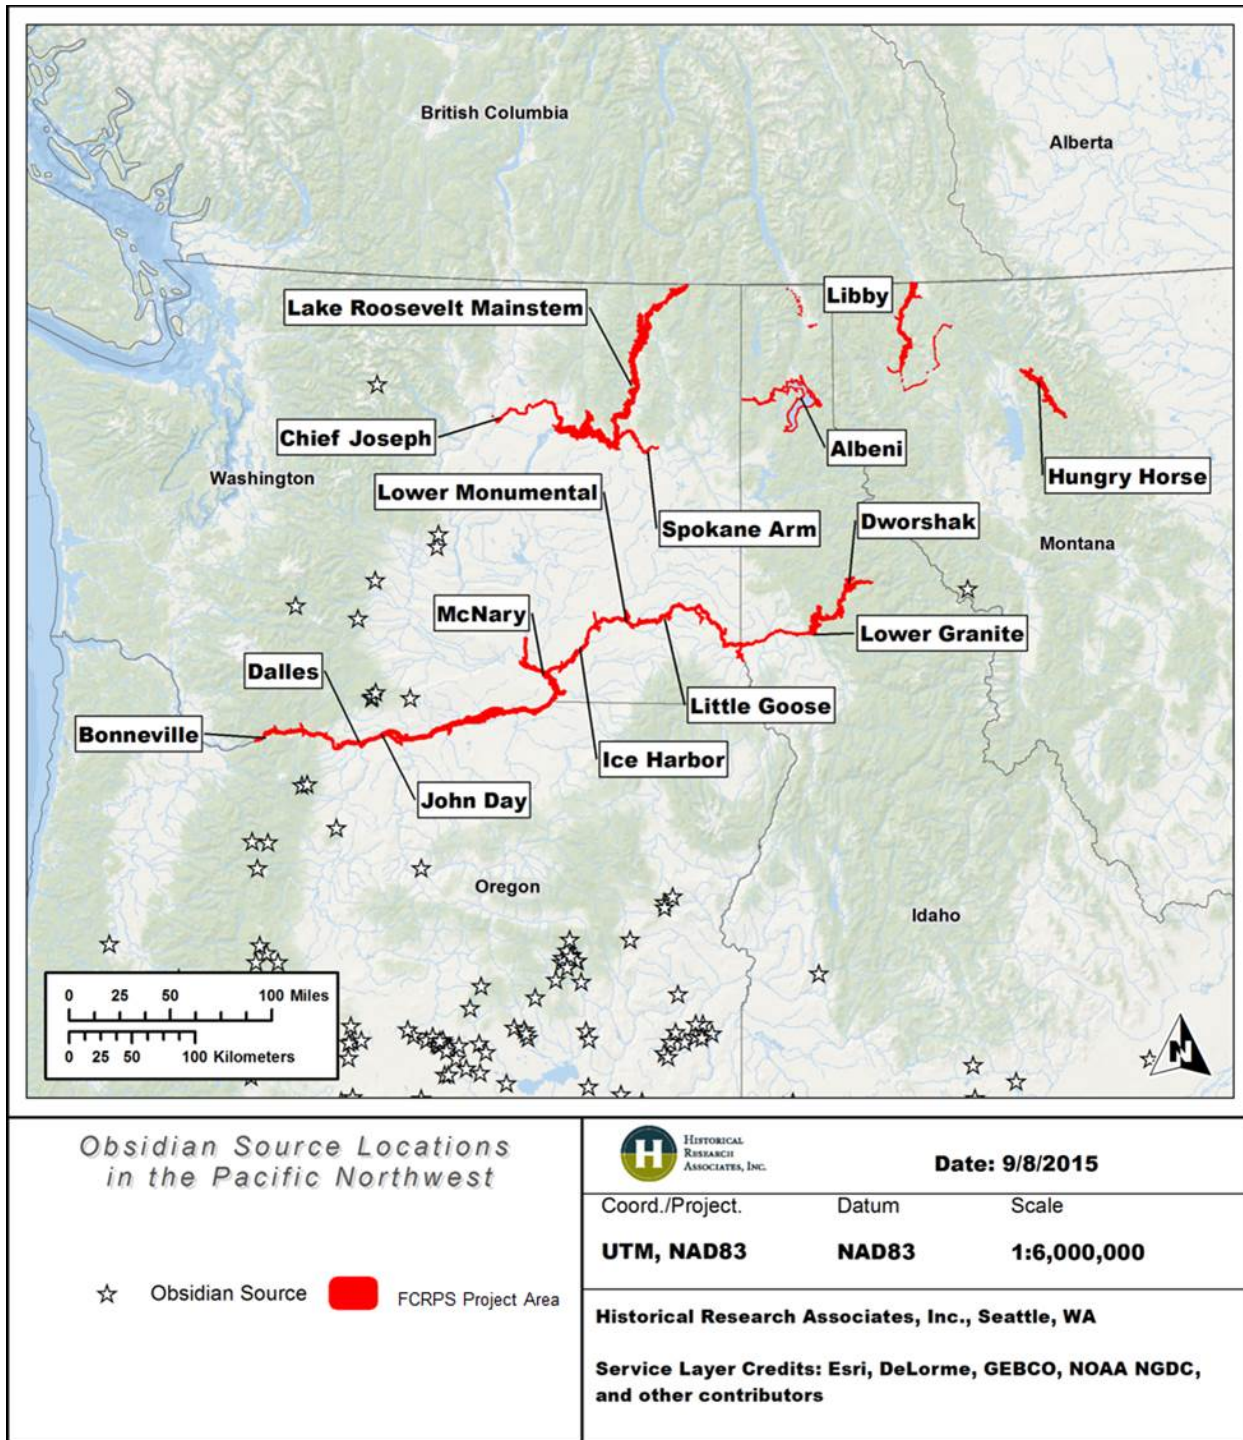 British Columbia
Alberta
Libby
Lake Roosevelt Mainstem
Chief Joseph
Albeni
Washington
Hungry Horse
Lower Monumental
Spokane Arm
Dworshak
Montana
McNary
Lower Granite
Dalles
Little Goose
Bonneville
Ice Harbor
John Day
Oregon
Idaho
0 25 50 100 Miles
0 25 50 100 Kilometers
N
Obsidian Source Locations
in the Pacific Northwest
Obsidian Source
FCRPS Project Area
H
HISTORICAL
RESEARCH
ASSOCIATES, INC.
Date: 9/8/2015
Coord./Project. Datum Scale
UTM, NAD83 NAD83 1:6,000,000
Historical Research Associates, Inc., Seattle, WA
Service Layer Credits: Esri, DeLorme, GEBCO, NOAA NGDC,
and other contributors